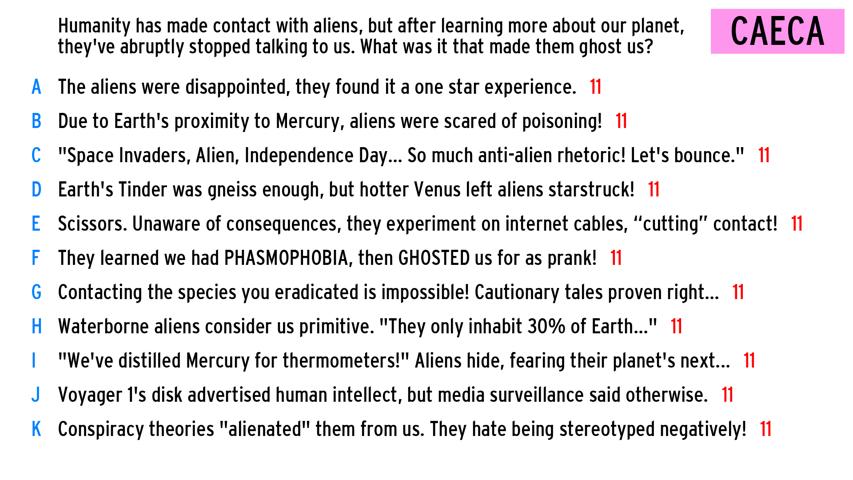 Humanity has made contact with aliens, but after learning more about our planet,
they've abruptly stopped talking to us. What was it that made them ghost us?
CAECA
A The aliens were disappointed, they found it a one star experience. 11
B Due to Earth's proximity to Mercury, aliens were scared of poisoning! 11
C "Space Invaders, Alien, Independence Day... So much anti-alien rhetoric! Let's bounce." 11
D Earth's Tinder was gneiss enough, but hotter Venus left aliens starstruck! 11
E Scissors. Unaware of consequences, they experiment on internet cables, “cutting” contact! 11
F They learned we had PHASMOPHOBIA, then GHOSTED us for as prank! 11
G Contacting the species you eradicated is impossible! Cautionary tales proven right... 11
H Waterborne aliens consider us primitive. "They only inhabit 30% of Earth..." 11
I "We've distilled Mercury for thermometers!" Aliens hide, fearing their planet's next... 11
J Voyager 1's disk advertised human intellect, but media surveillance said otherwise. 11
K Conspiracy theories "alienated" them from us. They hate being stereotyped negatively! 11